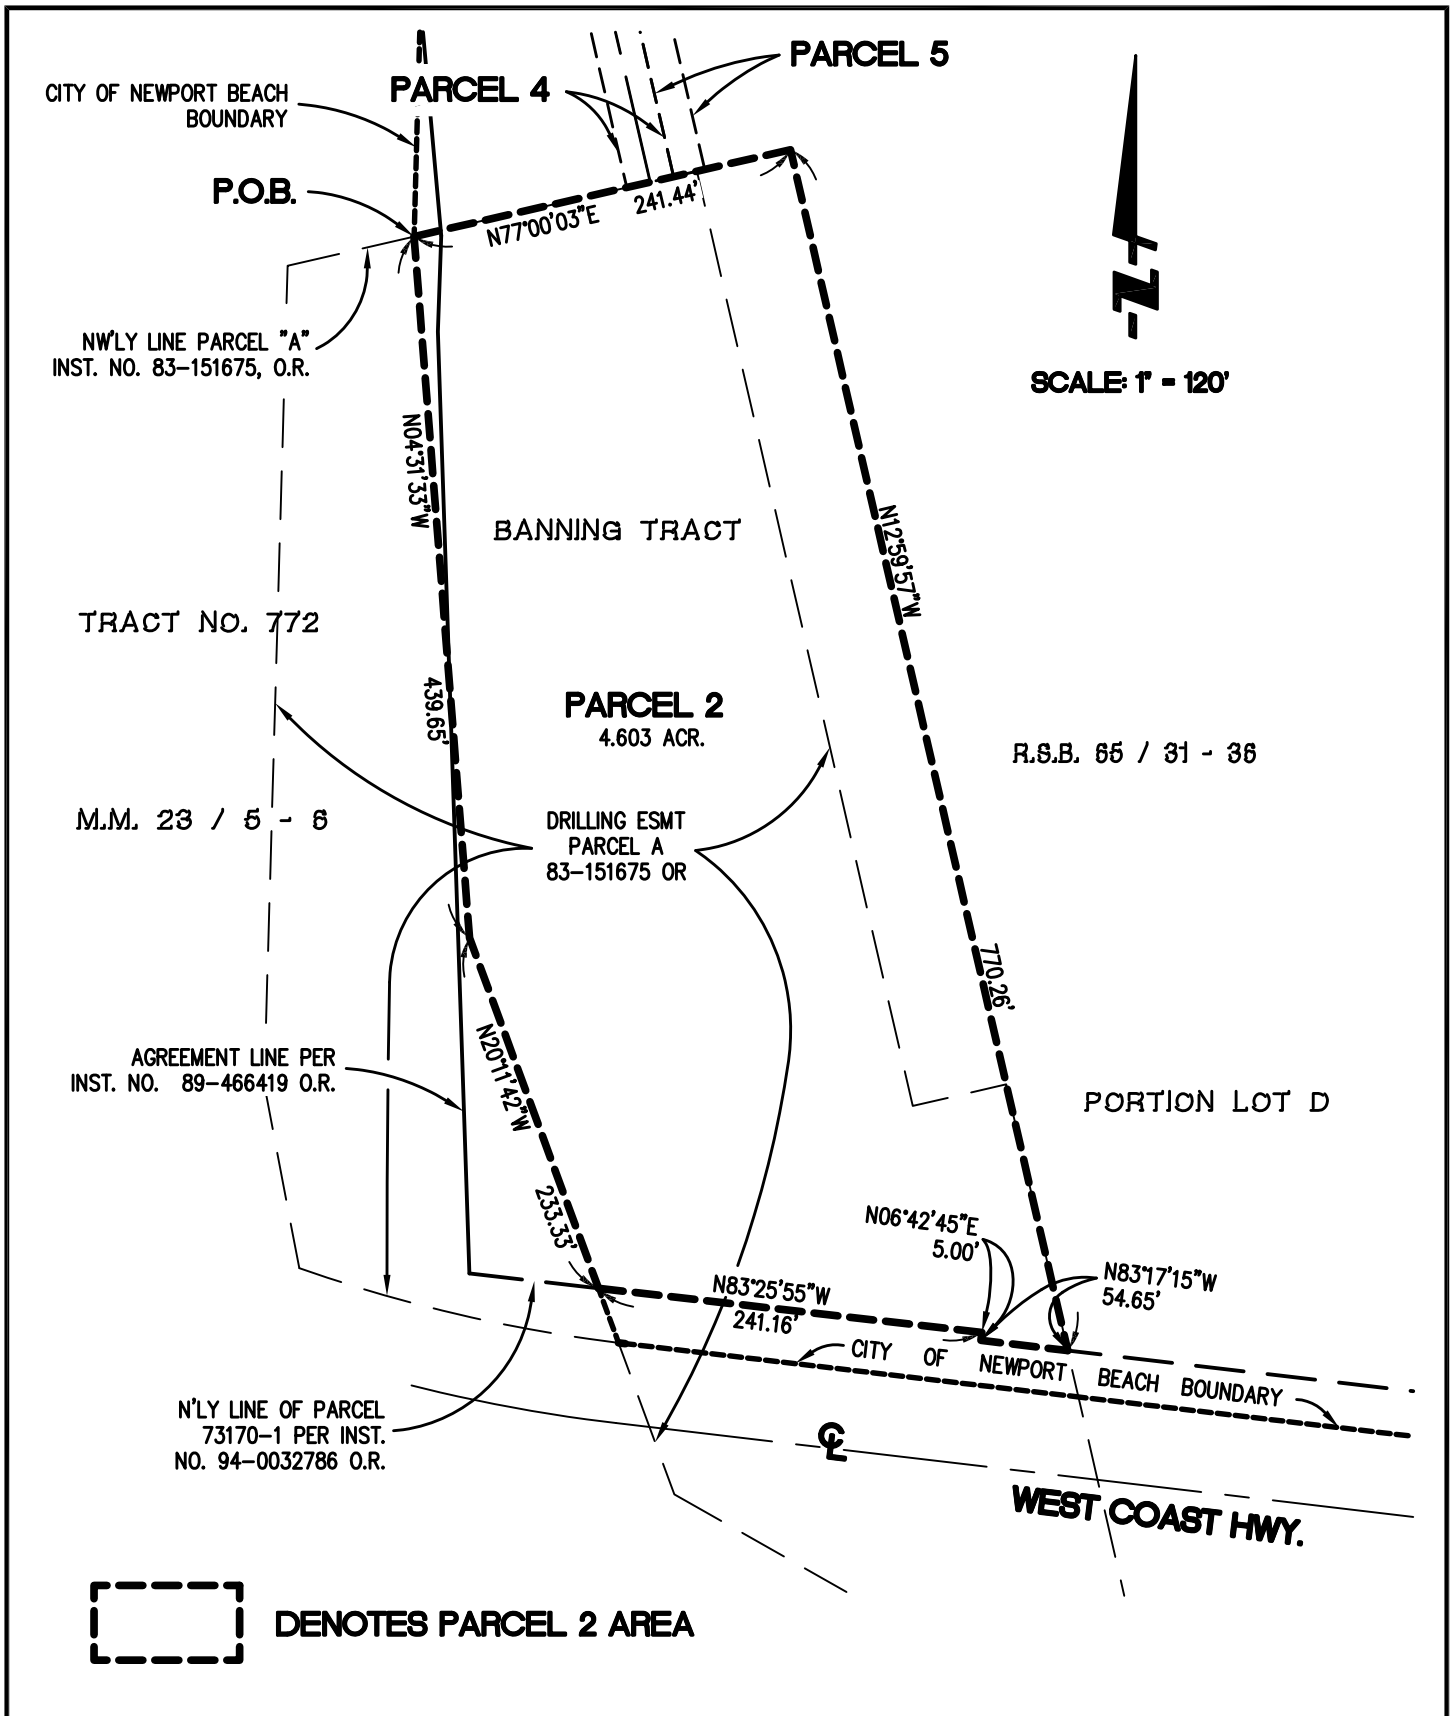 PARCEL 5
PARCEL 4
CITY OF NEWPORT BEACH
BOUNDARY
P.O.B.
N77°00'03"E
241.44'
N
SCALE: 1" = 120'
NW'LY LINE PARCEL "A"
INST. NO. 83-151675, O.R.
N04°31'33"W
439.65'
BANNING TRACT
N12°59'57"W
770.26'
TRACT NO. 772
PARCEL 2
4.603 ACR.
R.S.B. 65 / 31 - 36
M.M. 23 / 5 - 6
DRILLING ESMT
PARCEL A
83-151675 OR
AGREEMENT LINE PER
INST. NO. 89-466419 O.R.
N20°11'42"W
233.33'
PORTION LOT D
N06°42'45"E
5.00'
N83°17'15"W
54.65'
N83°25'55"W
241.16'
CITY OF NEWPORT BEACH BOUNDARY
N'LY LINE OF PARCEL
73170-1 PER INST.
NO. 94-0032786 O.R.
CL
WEST COAST HWY.
DENOTES PARCEL 2 AREA